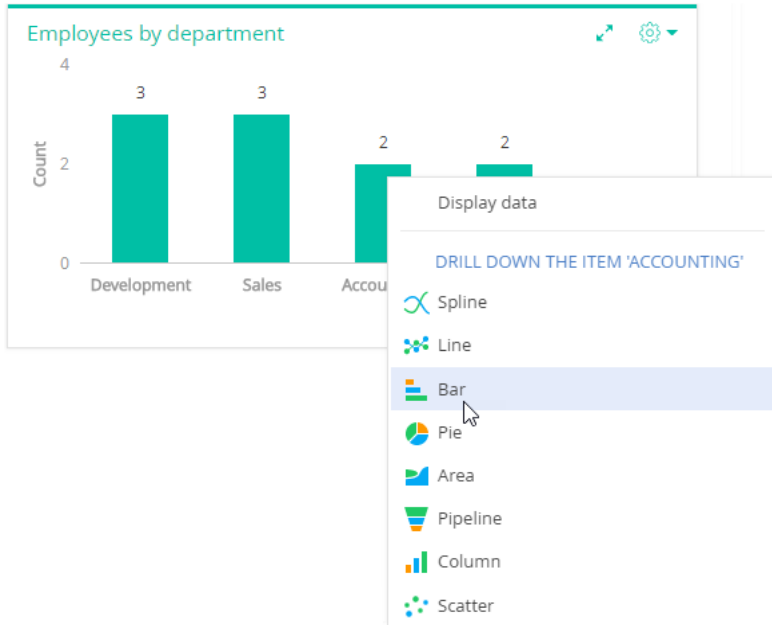 Employees by department
4
3
3
2
2
Count
2
0
Development
Sales
Display data
DRILL DOWN THE ITEM 'ACCOUNTING'
Spline
Line
Bar
Pie
Area
Pipeline
Column
Scatter